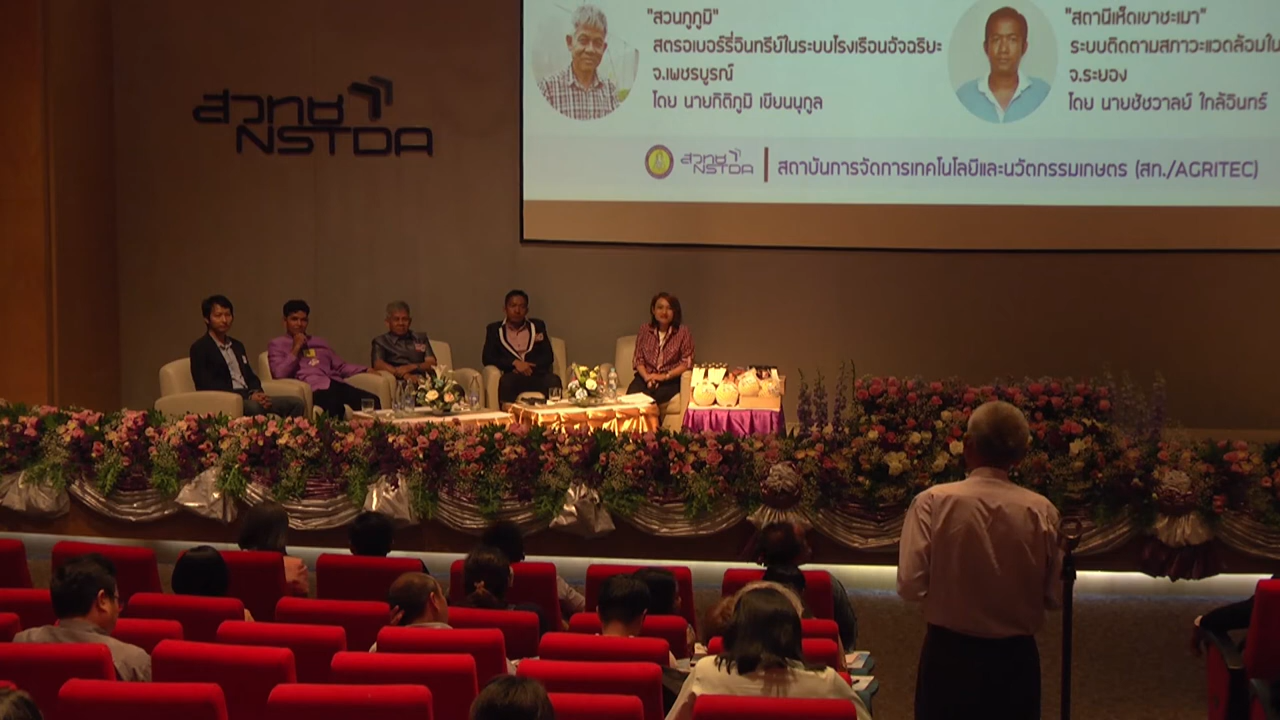 สวทช
NSTDA
"สวนภูภูมิ"
สตรอเบอร์รี่อินทรีย์ในระบบโรงเรือนอัจฉริยะ
จ.เพชรบูรณ์
โดย นายกิติภูมิ เขียนนุกูล
"สถานีเห็ดเขาชะเมา"
ระบบติดตามสภาวะแวดล้อมใน
จ.ระยอง
โดย นายชัชวาลย์ ใกล้อินทร์
สวทช
NSTDA
สถาบันการจัดการเทคโนโลยีและนวัตกรรมเกษตร (สท./AGRITEC)